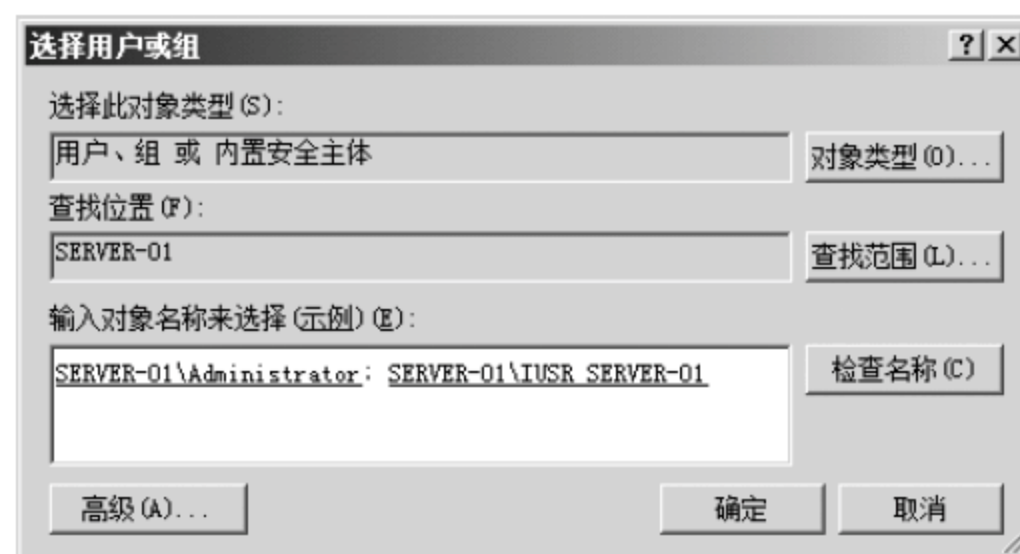 选择用户或组
选择此对象类型(S):
用户、组 或 内置安全主体 对象类型(O)...
查找位置(F):
SERVER-01 查找范围(L)...
输入对象名称来选择(示例)(E):
SERVER-01\Administrator; SERVER-01\IUSR_SERVER-01 检查名称(C)
高级(A)... 确定 取消